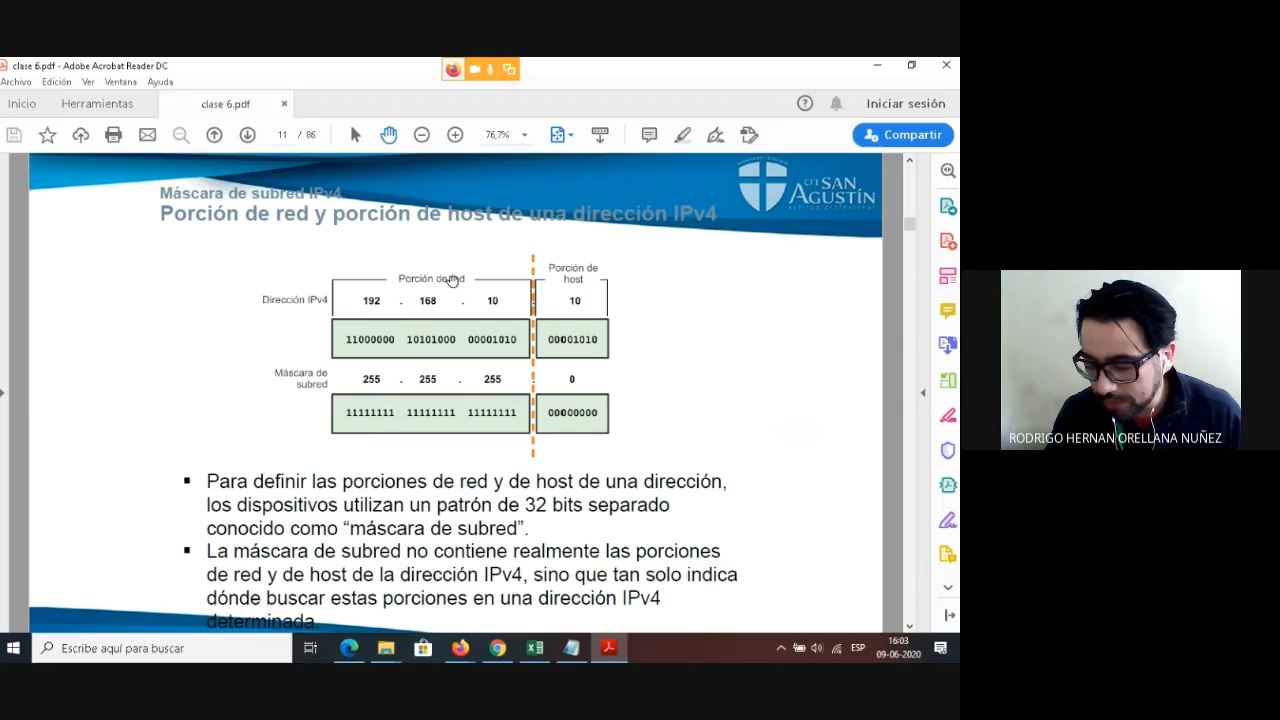 clase 6.pdf - Adobe Acrobat Reader DC
Archivo Edición Ver Ventana Ayuda
Inicio Herramientas clase 6.pdf × Iniciar sesión
11 / 86 76,7% Compartir
Máscara de subred IPv4
Porción de red y porción de host de una dirección IPv4
CFT SAN
AGUSTÍN
Porción de red
Porción de
host
Dirección IPv4 192 . 168 . 10 . 10
11000000 10101000 00001010 00001010
Máscara de
subred
255 . 255 . 255 . 0
11111111 11111111 11111111 00000000
▪ Para definir las porciones de red y de host de una dirección,
los dispositivos utilizan un patrón de 32 bits separado
conocido como “máscara de subred”.
▪ La máscara de subred no contiene realmente las porciones
de red y de host de la dirección IPv4, sino que tan solo indica
dónde buscar estas porciones en una dirección IPv4
determinada.
RODRIGO HERNAN ORELLANA NUÑEZ
Escribe aquí para buscar
ESP
16:03
09-06-2020